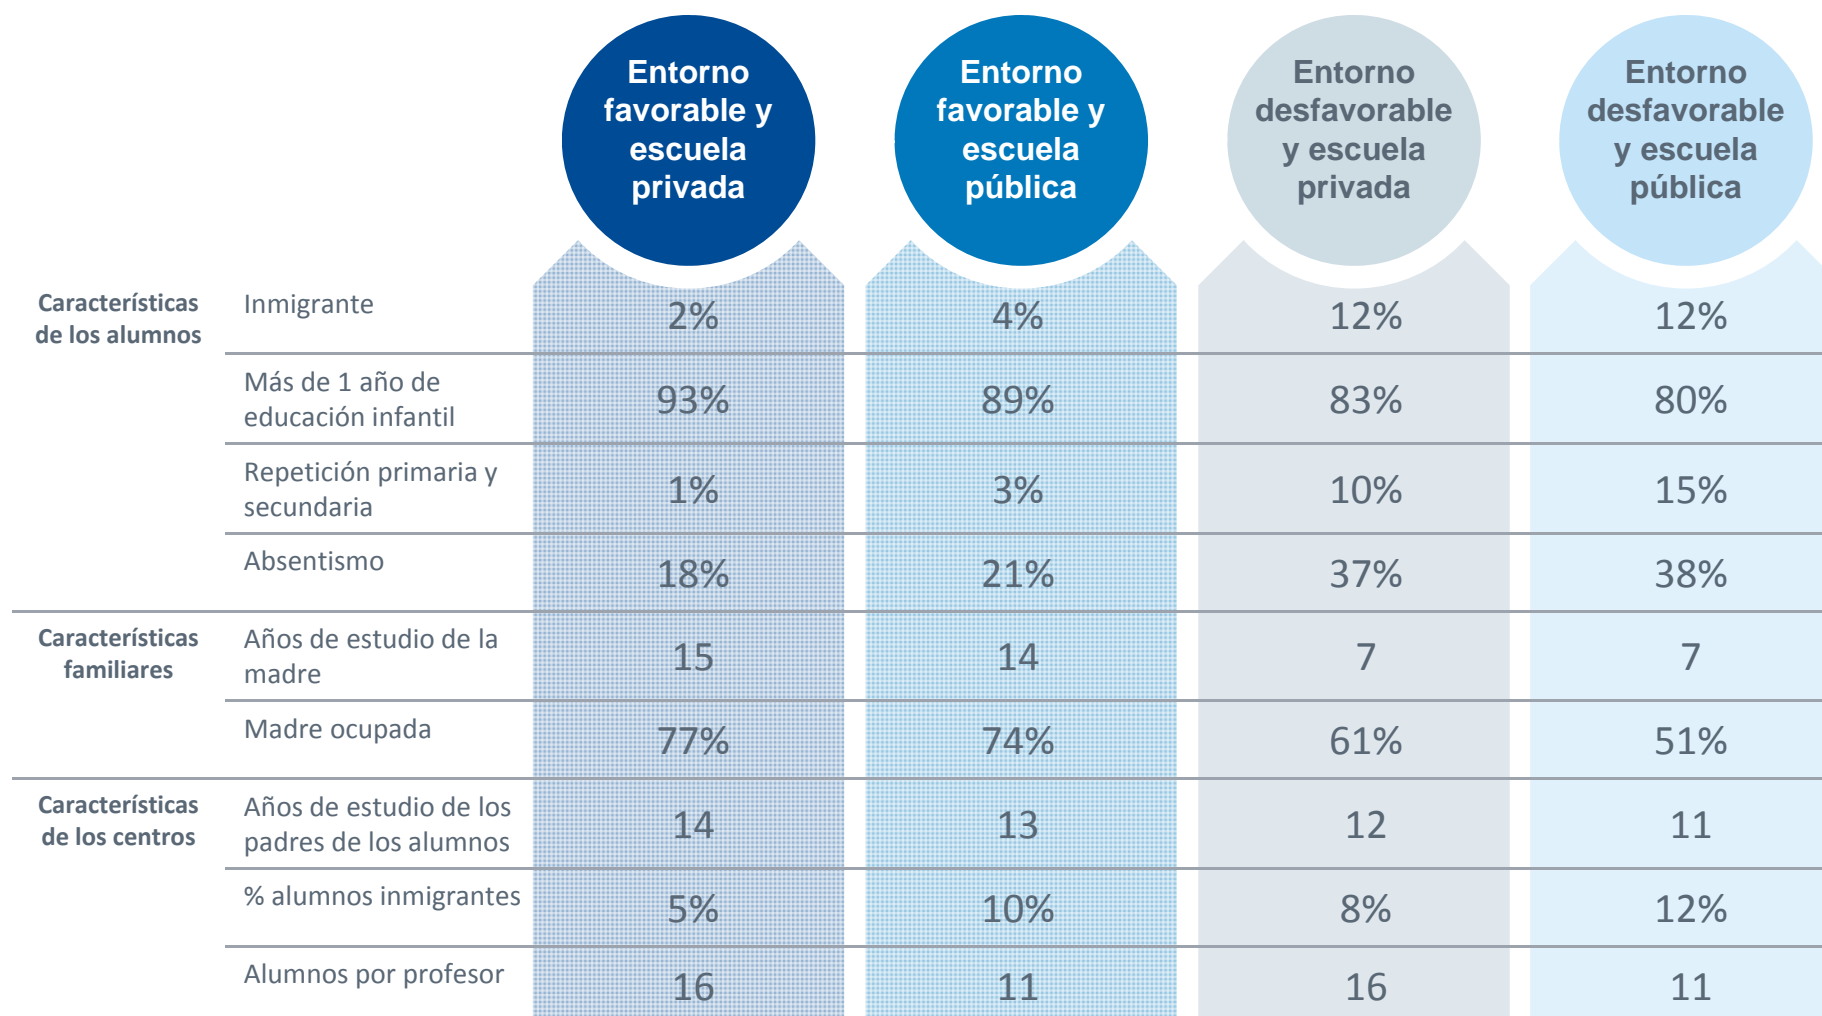 Entorno
favorable y
escuela
privada
Entorno
favorable y
escuela
pública
Entorno
desfavorable
y escuela
privada
Entorno
desfavorable
y escuela
pública
Características
de los alumnos
Inmigrante
2%
4%
12%
12%
Más de 1 año de
educación infantil
93%
89%
83%
80%
Repetición primaria y
secundaria
1%
3%
10%
15%
Absentismo
18%
21%
37%
38%
Características
familiares
Años de estudio de la
madre
15
14
7
7
Madre ocupada
77%
74%
61%
51%
Características
de los centros
Años de estudio de los
padres de los alumnos
14
13
12
11
% alumnos inmigrantes
5%
10%
8%
12%
Alumnos por profesor
16
11
16
11